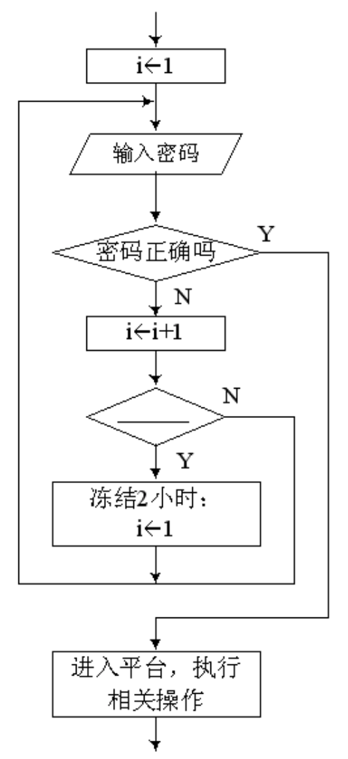 i←1
输入密码
密码正确吗
Y
N
i←i+1
N
Y
冻结2小时：
i←1
进入平台，执行
相关操作